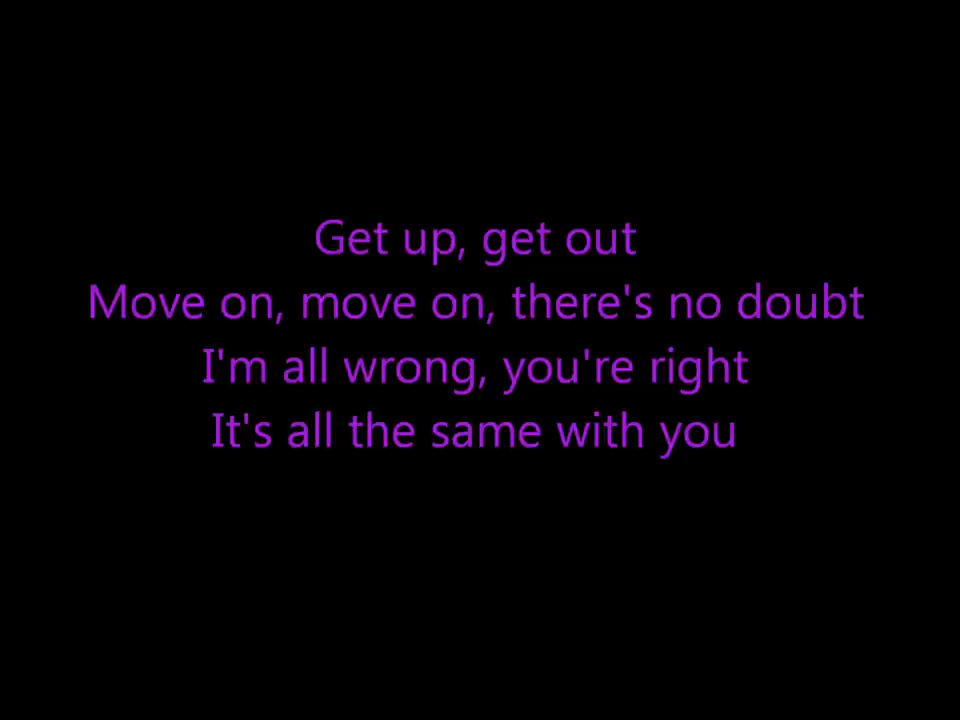 Get up, get out
Move on, move on, there's no doubt
I'm all wrong, you're right
It's all the same with you